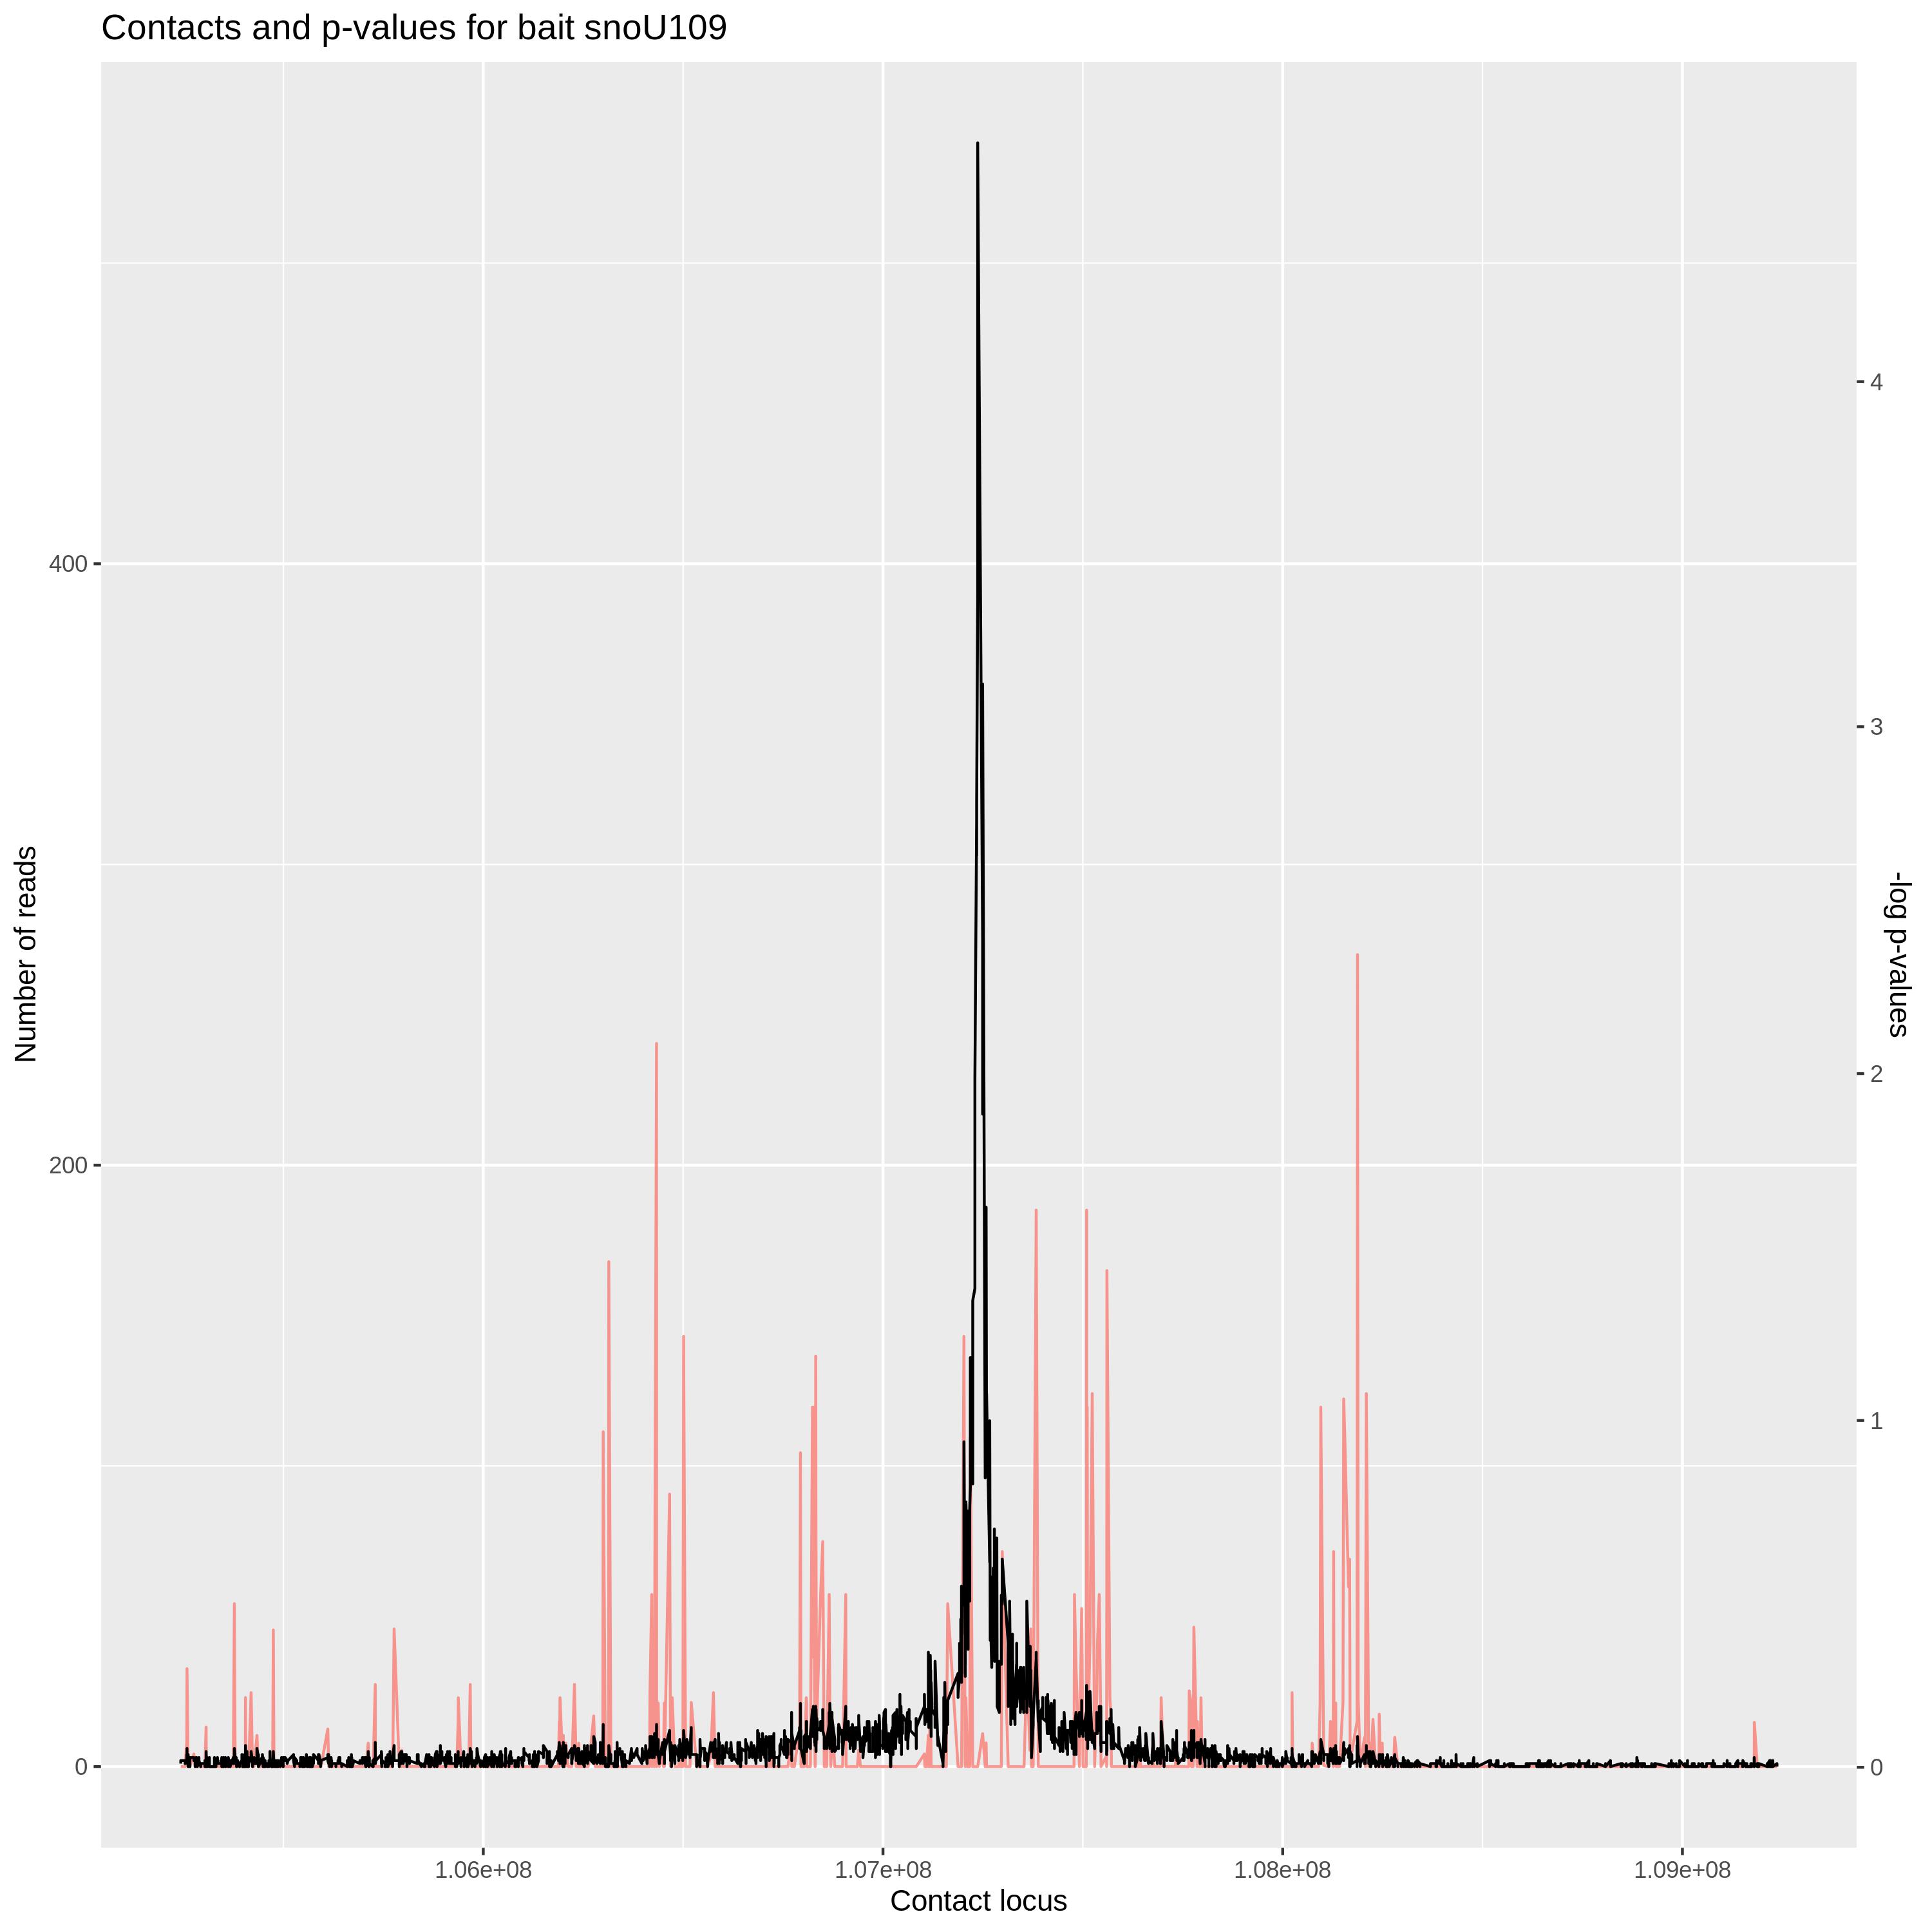 Contacts and p-values for bait snoU109
Number of reads
400
200
0
4
3
2
1
0
-log p-values
1.06e+08
1.07e+08
1.08e+08
1.09e+08
Contact locus